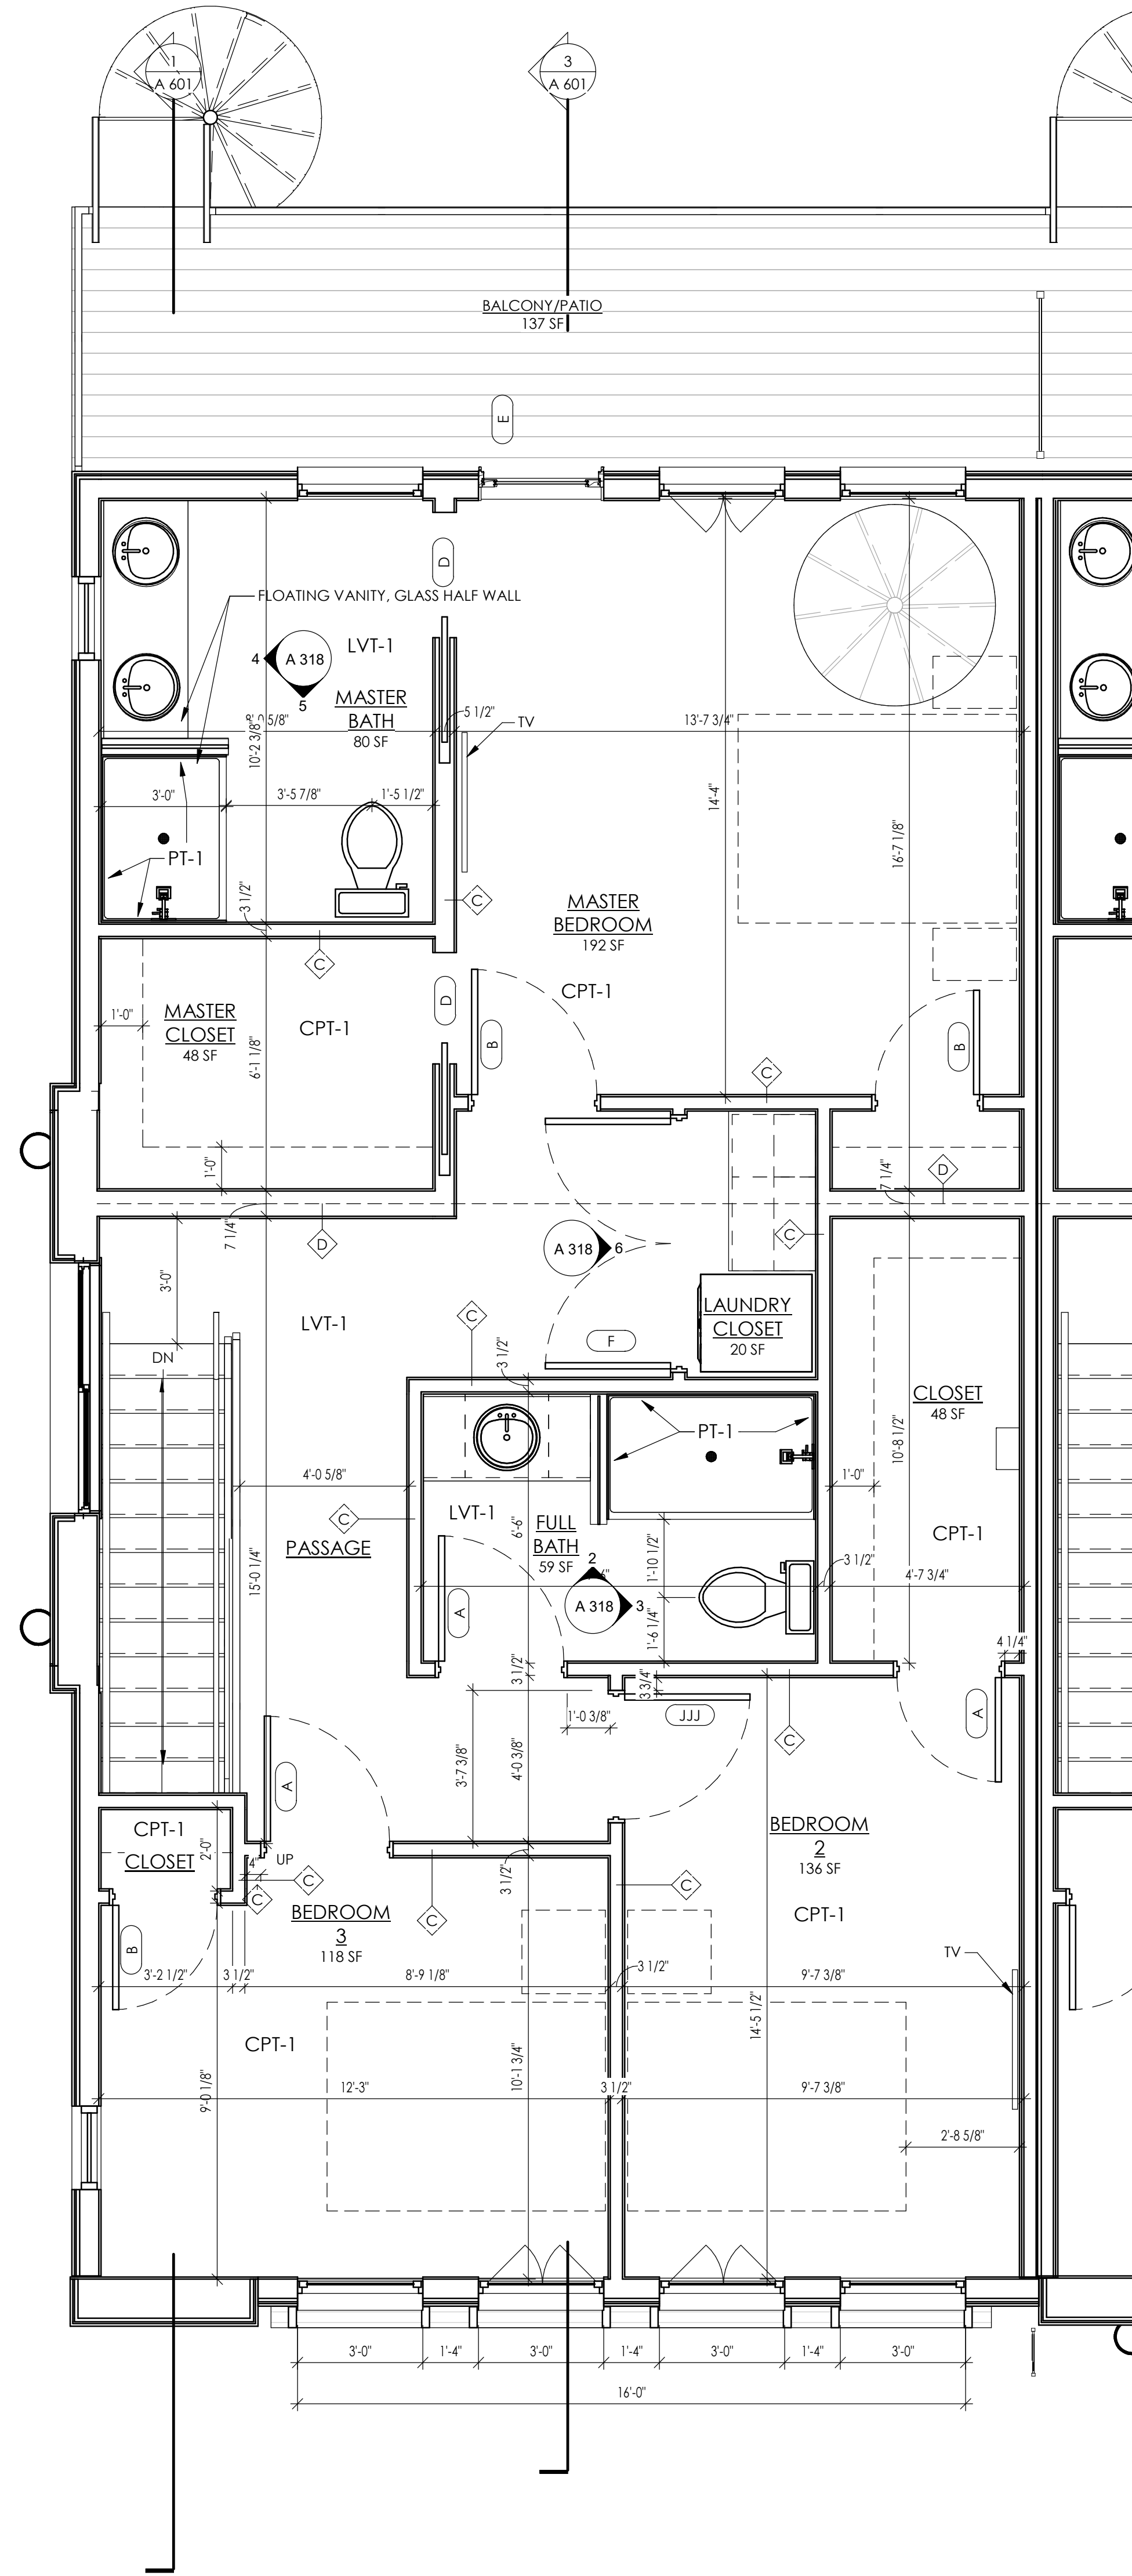 1
A 601
3
A 601
BALCONY/PATIO
137 SF
E
D
FLOATING VANITY, GLASS HALF WALL
LVT-1
4
A 318
5
MASTER
BATH
80 SF
5 1/2"
TV
5/8"
10'-2 3/8"
13'-7 3/4"
14'-4"
16'-7 1/8"
3'-0"
3'-5 7/8"
1'-5 1/2"
PT-1
3 1/2"
C
MASTER
BEDROOM
192 SF
C
CPT-1
D
MASTER
CLOSET
48 SF
1'-0"
CPT-1
6'-1 1/8"
B
B
C
1'-0"
7 1/4"
D
7 1/4"
D
3'-0"
C
A 318
6
LAUNDRY
CLOSET
20 SF
F
LVT-1
C
3 1/2"
DN
CLOSET
48 SF
PT-1
10'-8 1/2"
4'-0 5/8"
1'-0"
C
LVT-1
6'-6"
FULL
BATH
59 SF
CPT-1
PASSAGE
15'-0 1/4"
1'-10 1/2"
3 1/2"
4'-7 3/4"
2
A 318
3
A
1'-6 1/4"
4 1/4"
3 1/2"
3 3/4"
1'-0 3/8"
JJJ
C
A
3'-7 3/8"
4'-0 3/8"
A
CPT-1
CLOSET
2'-0"
4"
UP
C
C
3 1/2"
C
C
BEDROOM
2
136 SF
BEDROOM
3
118 SF
CPT-1
B
TV
3'-2 1/2"
3 1/2"
8'-9 1/8"
3 1/2"
9'-7 3/8"
14'-5 1/2"
CPT-1
9'-0 1/8"
12'-3"
10'-1 3/4"
3 1/2"
9'-7 3/8"
2'-8 5/8"
3'-0"
1'-4"
3'-0"
1'-4"
3'-0"
1'-4"
3'-0"
16'-0"